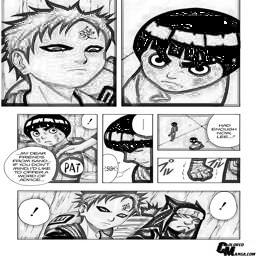 HAD
ENOUGH
NOW,
LEE...
!
...MY DEAR
FRIENDS
FROM SAND...
IF YOU DON'T
MIND, I'D LIKE
TO OFFER A
WORD OF
ADVICE...
PAT
!
!
COLORED
MANGA.COM